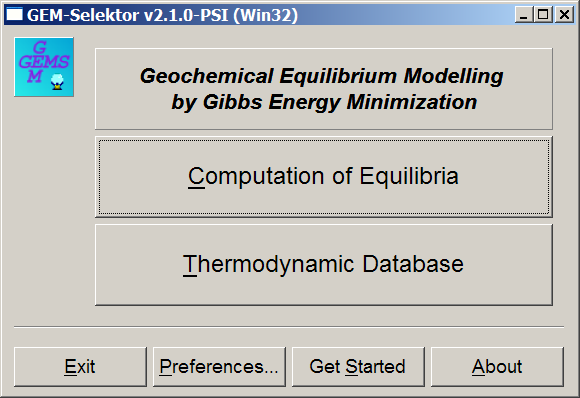 GEM-Selektor v2.1.0-PSI (Win32)
G
GEMS
M
Geochemical Equilibrium Modelling
by Gibbs Energy Minimization
Computation of Equilibria
Thermodynamic Database
Exit
Preferences...
Get Started
About